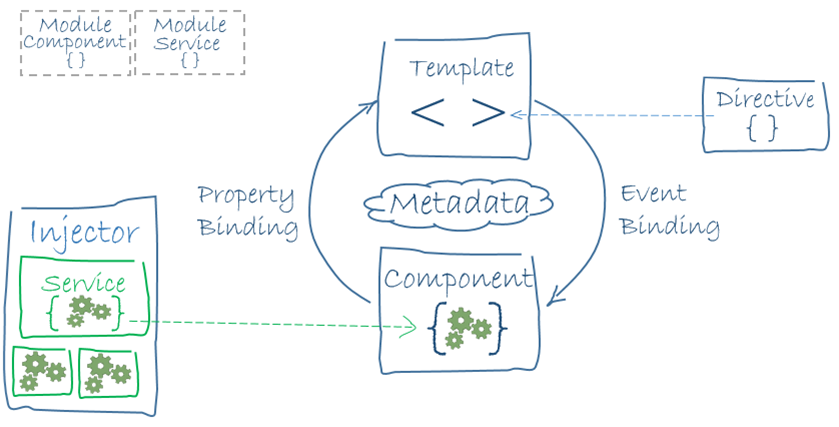 Module
Component
{ }
Module
Service
{ }
Template
< >
Directive
{ }
Property
Binding
Metadata
Event
Binding
Injector
Service
{ }
Component
{ }